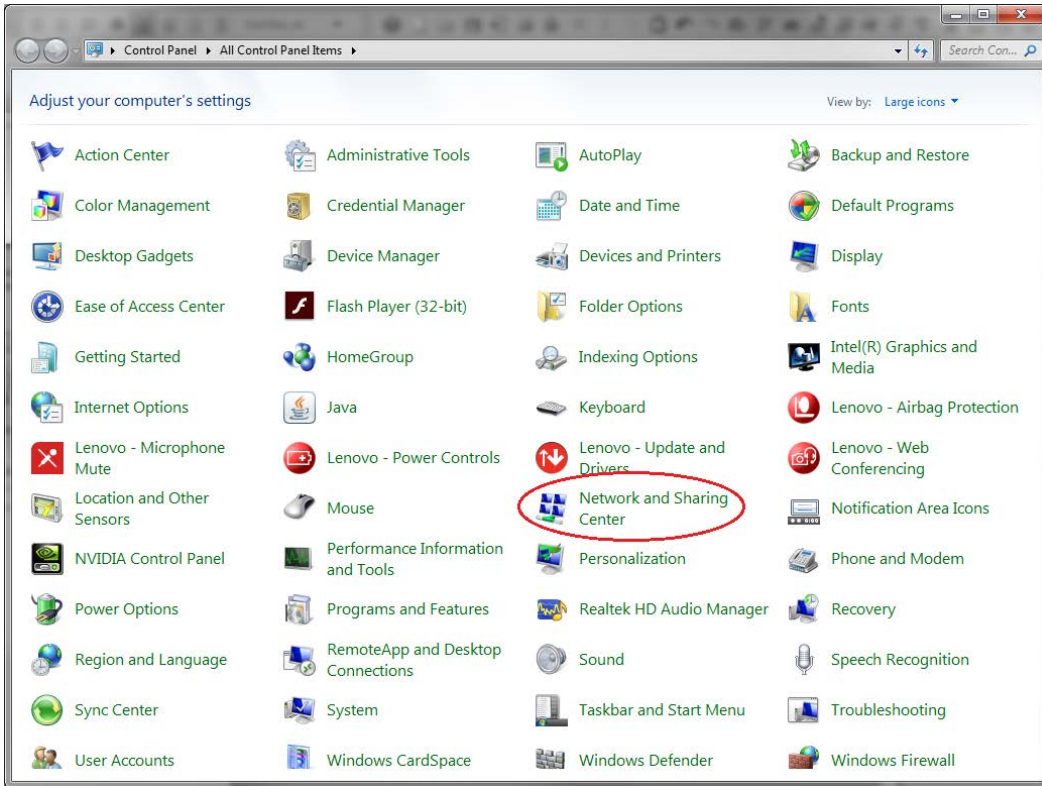 Control Panel All Control Panel Items Search Con...
Adjust your computer's settings View by: Large icons
Action Center Administrative Tools AutoPlay Backup and Restore
Color Management Credential Manager Date and Time Default Programs
Desktop Gadgets Device Manager Devices and Printers Display
Ease of Access Center Flash Player (32-bit) Folder Options Fonts
Getting Started HomeGroup Indexing Options Intel(R) Graphics and
Media
Internet Options Java Keyboard Lenovo - Airbag Protection
Lenovo - Microphone
Mute
Lenovo - Power Controls
Lenovo - Update and
Drivers
Lenovo - Web
Conferencing
Location and Other
Sensors
Mouse
Network and Sharing
Center
Notification Area Icons
NVIDIA Control Panel
Performance Information
and Tools
Personalization
Phone and Modem
Power Options Programs and Features Realtek HD Audio Manager Recovery
Region and Language
RemoteApp and Desktop
Connections
Sound
Speech Recognition
Sync Center System Taskbar and Start Menu Troubleshooting
User Accounts Windows CardSpace Windows Defender Windows Firewall